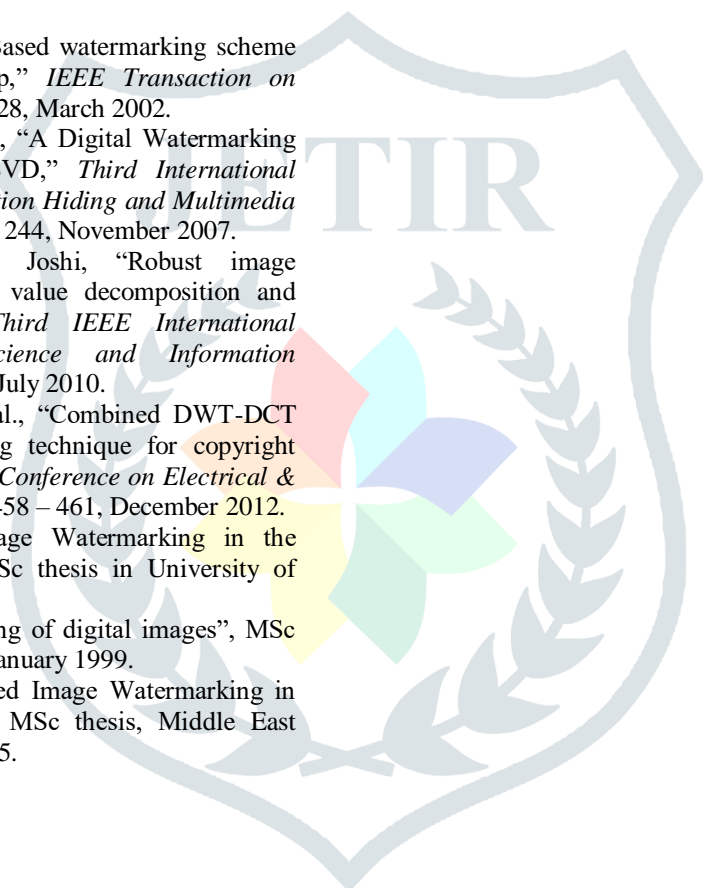 Based watermarking scheme
p,” IEEE Transaction on
28, March 2002.
, “A Digital Watermarking
VD,” Third International
tion Hiding and Multimedia
244, November 2007.
Joshi, “Robust image
value decomposition and
Third IEEE International
cience and Information
July 2010.
al., “Combined DWT-DCT
g technique for copyright
Conference on Electrical &
458 – 461, December 2012.
age Watermarking in the
Sc thesis in University of
ng of digital images”, MSc
anuary 1999.
ed Image Watermarking in
MSc thesis, Middle East
5.
JETIR